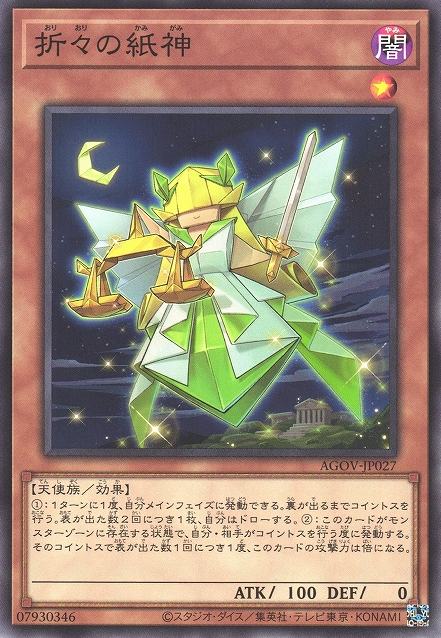 折々の紙神
闇
AGOV-JP027
【天使族／効果】
①：1ターンに1度、自分メインフェイズに発動できる。裏が出るまでコイントスを
行う。表が出た数2回につき1枚、自分はドローする。②：このカードがモン
スターゾーンに存在する状態で、自分・相手がコイントスを行う度に発動する。
そのコイントスで表が出た数1回につき1度、このカードの攻撃力は倍になる。
ATK/ 100 DEF/ 0
07930346
©スタジオ・ダイス／集英社・テレビ東京・KONAMI